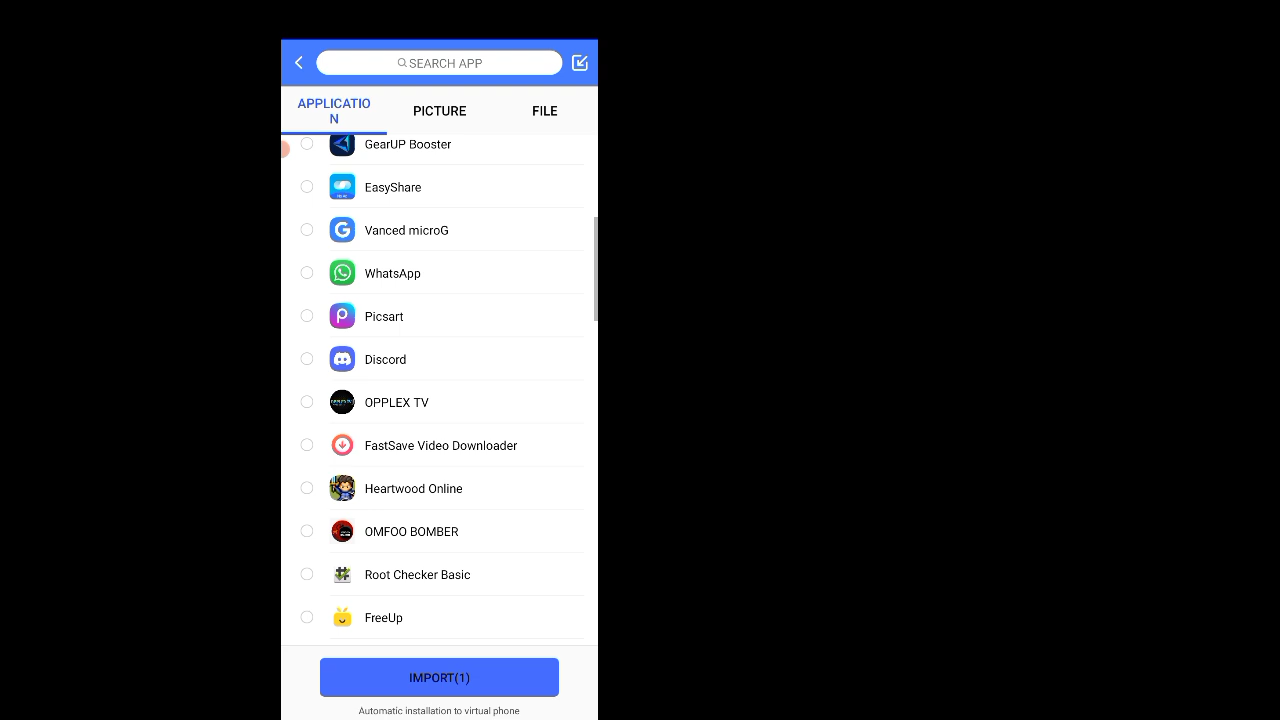 SEARCH APP
APPLICATIO
N
PICTURE
FILE
GearUP Booster
EasyShare
Vanced microG
WhatsApp
Picsart
Discord
OPPLEX TV
FastSave Video Downloader
Heartwood Online
OMFOO BOMBER
Root Checker Basic
FreeUp
IMPORT(1)
Automatic installation to virtual phone